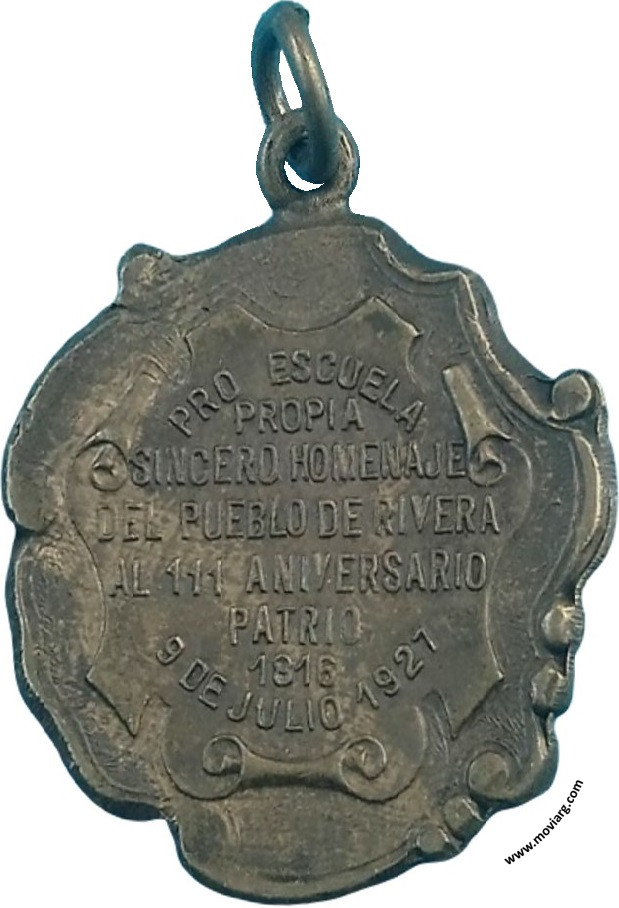 PRO ESCUELA
PROPIA
SINCERO HOMENAJE
DEL PUEBLO DE RIVERA
AL 111 ANIVERSARIO
PATRIO
1816
9 DE JULIO 1927
www.moviarg.com